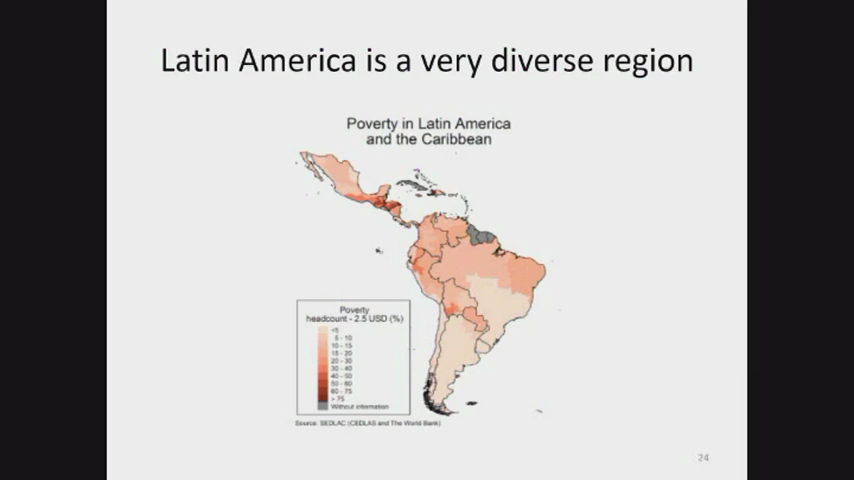 Latin America is a very diverse region
Poverty in Latin America
and the Caribbean
Poverty
headcount - 2.5 USD (%)
<5
5 - 10
10 - 15
15 - 20
20 - 30
30 - 40
40 - 50
50 - 60
60 - 75
> 75
Without information
Source: SEDLAC (CEDLAS and The World Bank)
24